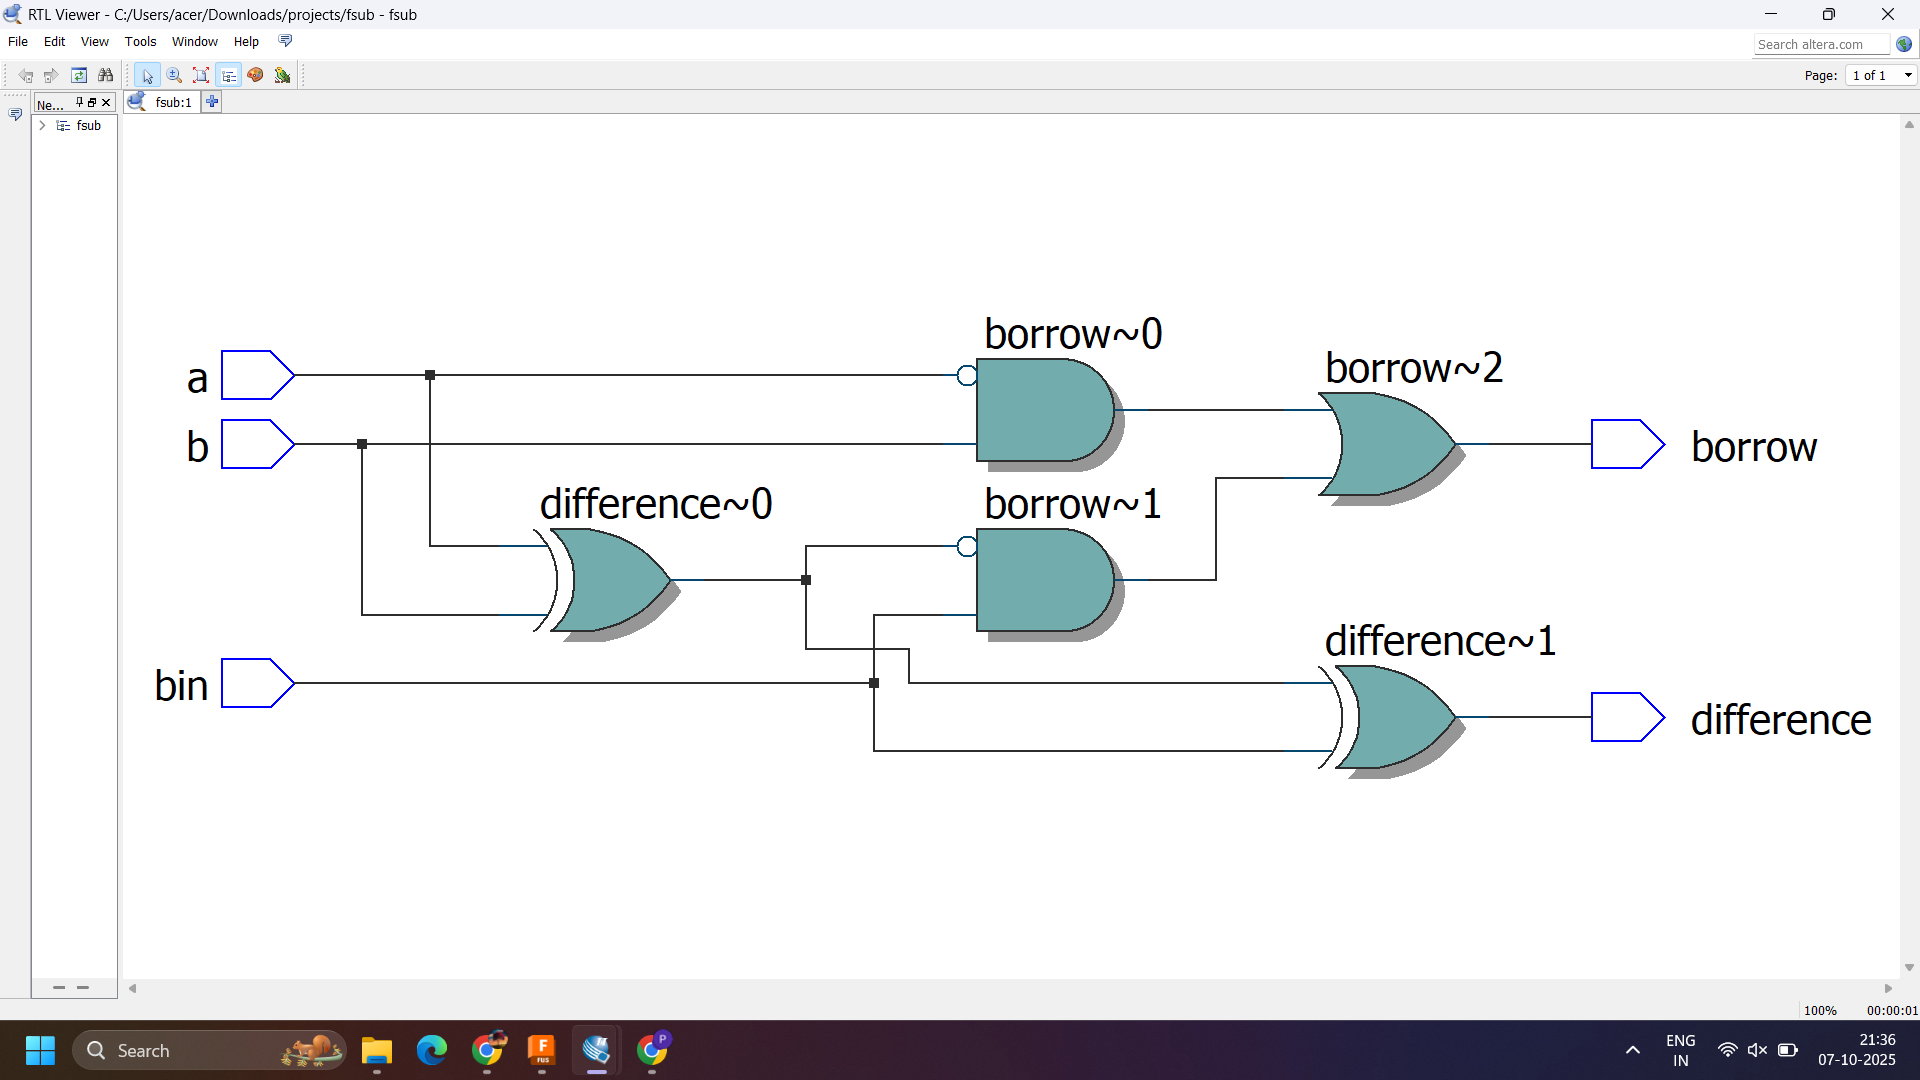 RTL Viewer - C:/Users/acer/Downloads/projects/fsub - fsub
File Edit View Tools Window Help
Search altera.com
Page: 1 of 1
Ne...
fsub:1
fsub
borrow~0
borrow~2
a
b
borrow
difference~0
borrow~1
difference~1
bin
difference
100% 00:00:01
Search
FUS
P
ENG
IN
21:36
07-10-2025